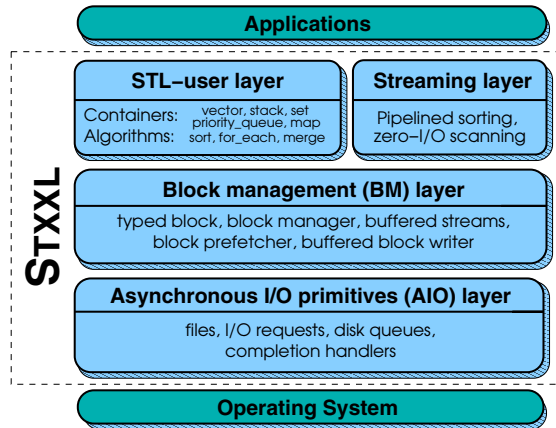 Applications
STXXL
STL–user layer
Containers: vector, stack, set
priority_queue, map
Algorithms: sort, for_each, merge
Streaming layer
Pipelined sorting,
zero–I/O scanning
Block management (BM) layer
typed block, block manager, buffered streams,
block prefetcher, buffered block writer
Asynchronous I/O primitives (AIO) layer
files, I/O requests, disk queues,
completion handlers
Operating System